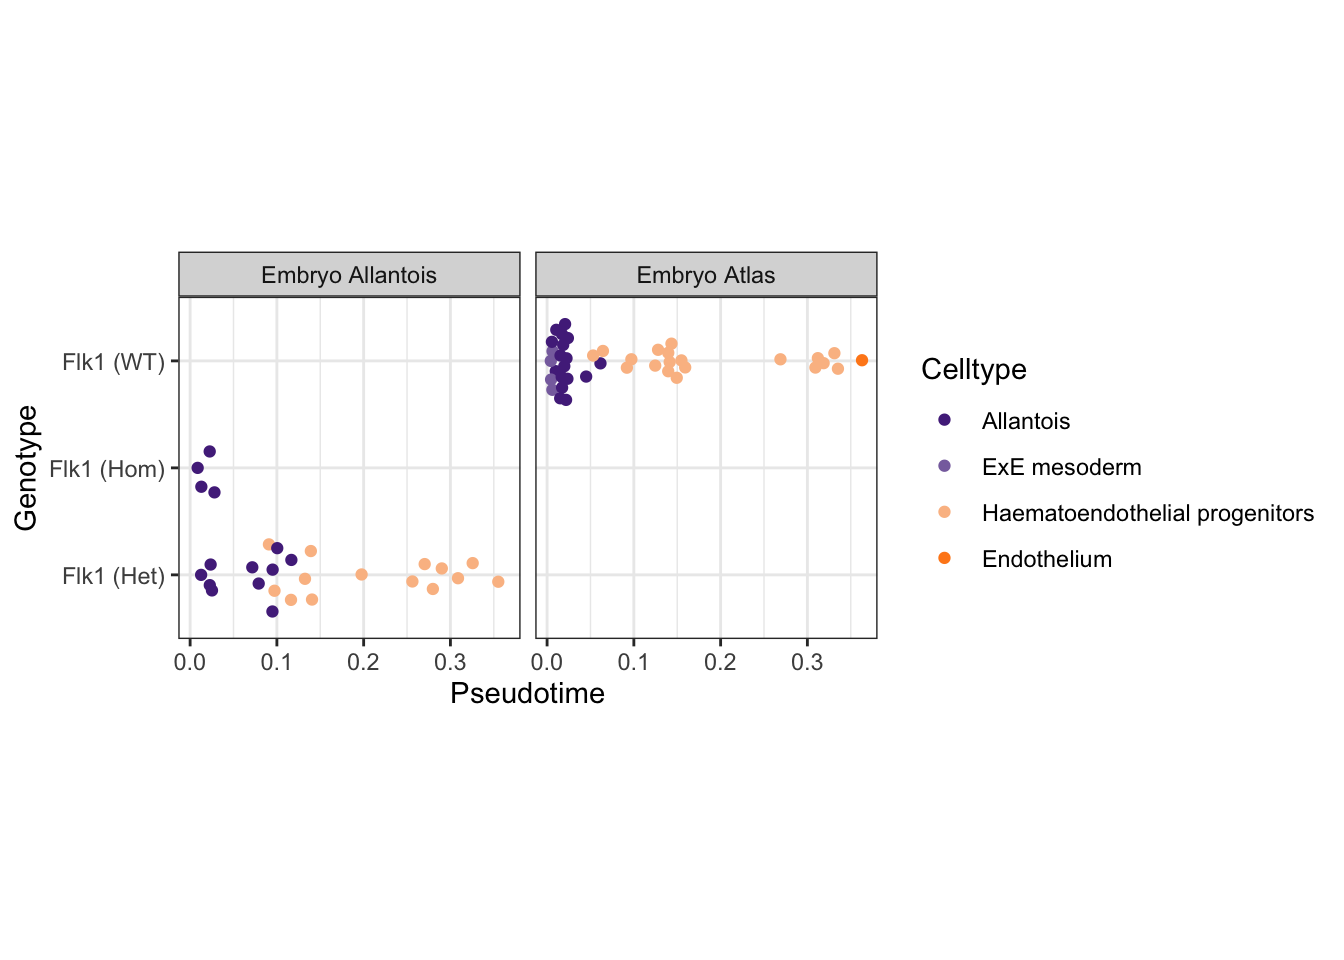 Embryo Allantois
Embryo Atlas
Genotype
Flk1 (WT)
Flk1 (Hom)
Flk1 (Het)
0.0 0.1 0.2 0.3
0.0 0.1 0.2 0.3
Pseudotime
Celltype
Allantois
ExE mesoderm
Haematoendothelial progenitors
Endothelium